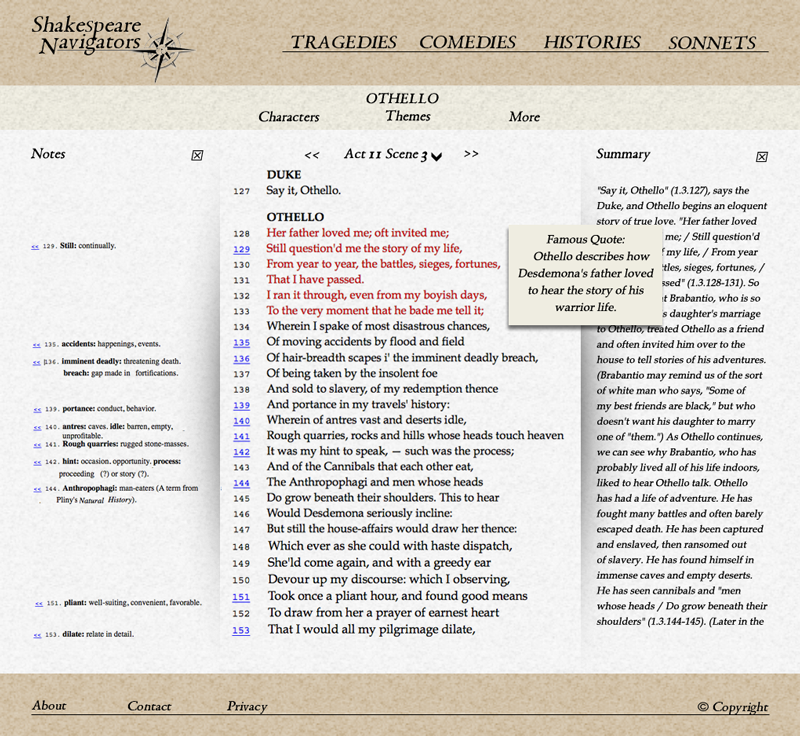 Shakespeare
Navigators
TRAGEDIES COMEDIES HISTORIES SONNETS
OTHELLO
Characters Themes More
Notes
<< 129. Still: continually.
<< 135. accidents: happenings, events.
<< 136. imminent deadly: threatening death.
breach: gap made in fortifications.
<< 139. portance: conduct, behavior.
<< 140. antres: caves. idle: barren, empty,
unprofitable.
<< 141. Rough quarries: rugged stone-masses.
<< 142. hint: occasion. opportunity. process:
proceeding (?) or story (?).
<< 144. Anthropophagi: man-eaters (A term from
Pliny's Natural History).
<< 151. pliant: well-suiting, convenient, favorable.
<< 153. dilate: relate in detail.
<< Act II Scene 3 >>
DUKE
127 Say it, Othello.
OTHELLO
128 Her father loved me; oft invited me;
129 Still question'd me the story of my life,
130 From year to year, the battles, sieges, fortunes,
131 That I have passed.
132 I ran it through, even from my boyish days,
133 To the very moment that he bade me tell it;
134 Wherein I spake of most disastrous chances,
135 Of moving accidents by flood and field
136 Of hair-breadth scapes i' the imminent deadly breach,
137 Of being taken by the insolent foe
138 And sold to slavery, of my redemption thence
139 And portance in my travels' history:
140 Wherein of antres vast and deserts idle,
141 Rough quarries, rocks and hills whose heads touch heaven
142 It was my hint to speak, — such was the process;
143 And of the Cannibals that each other eat,
144 The Anthropophagi and men whose heads
145 Do grow beneath their shoulders. This to hear
146 Would Desdemona seriously incline:
147 But still the house-affairs would draw her thence:
148 Which ever as she could with haste dispatch,
149 She'ld come again, and with a greedy ear
150 Devour up my discourse: which I observing,
151 Took once a pliant hour, and found good means
152 To draw from her a prayer of earnest heart
153 That I would all my pilgrimage dilate,
Famous Quote:
Othello describes how
Desdemona's father loved
to hear the story of his
warrior life.
Summary
"Say it, Othello" (1.3.127), says the
Duke, and Othello begins an eloquent
story of true love. "Her father loved
me; / Still question'd
of my life, / From year
ttles, sieges, fortunes, /
ssed" (1.3.128-131). So
t Brabantio, who is so
s daughter's marriage
to Othello, treated Othello as a friend
and often invited him over to the
house to tell stories of his adventures.
(Brabantio may remind us of the sort
of white man who says, "Some of
my best friends are black," but who
doesn't want his daughter to marry
one of "them.") As Othello continues,
we can see why Brabantio, who has
probably lived all of his life indoors,
liked to hear Othello talk. Othello
has had a life of adventure. He has
fought many battles and often barely
escaped death. He has been captured
and enslaved, then ransomed out
of slavery. He has found himself in
immense caves and empty deserts.
He has seen cannibals and "men
whose heads / Do grow beneath their
shoulders" (1.3.144-145). (Later in the
About Contact Privacy © Copyright